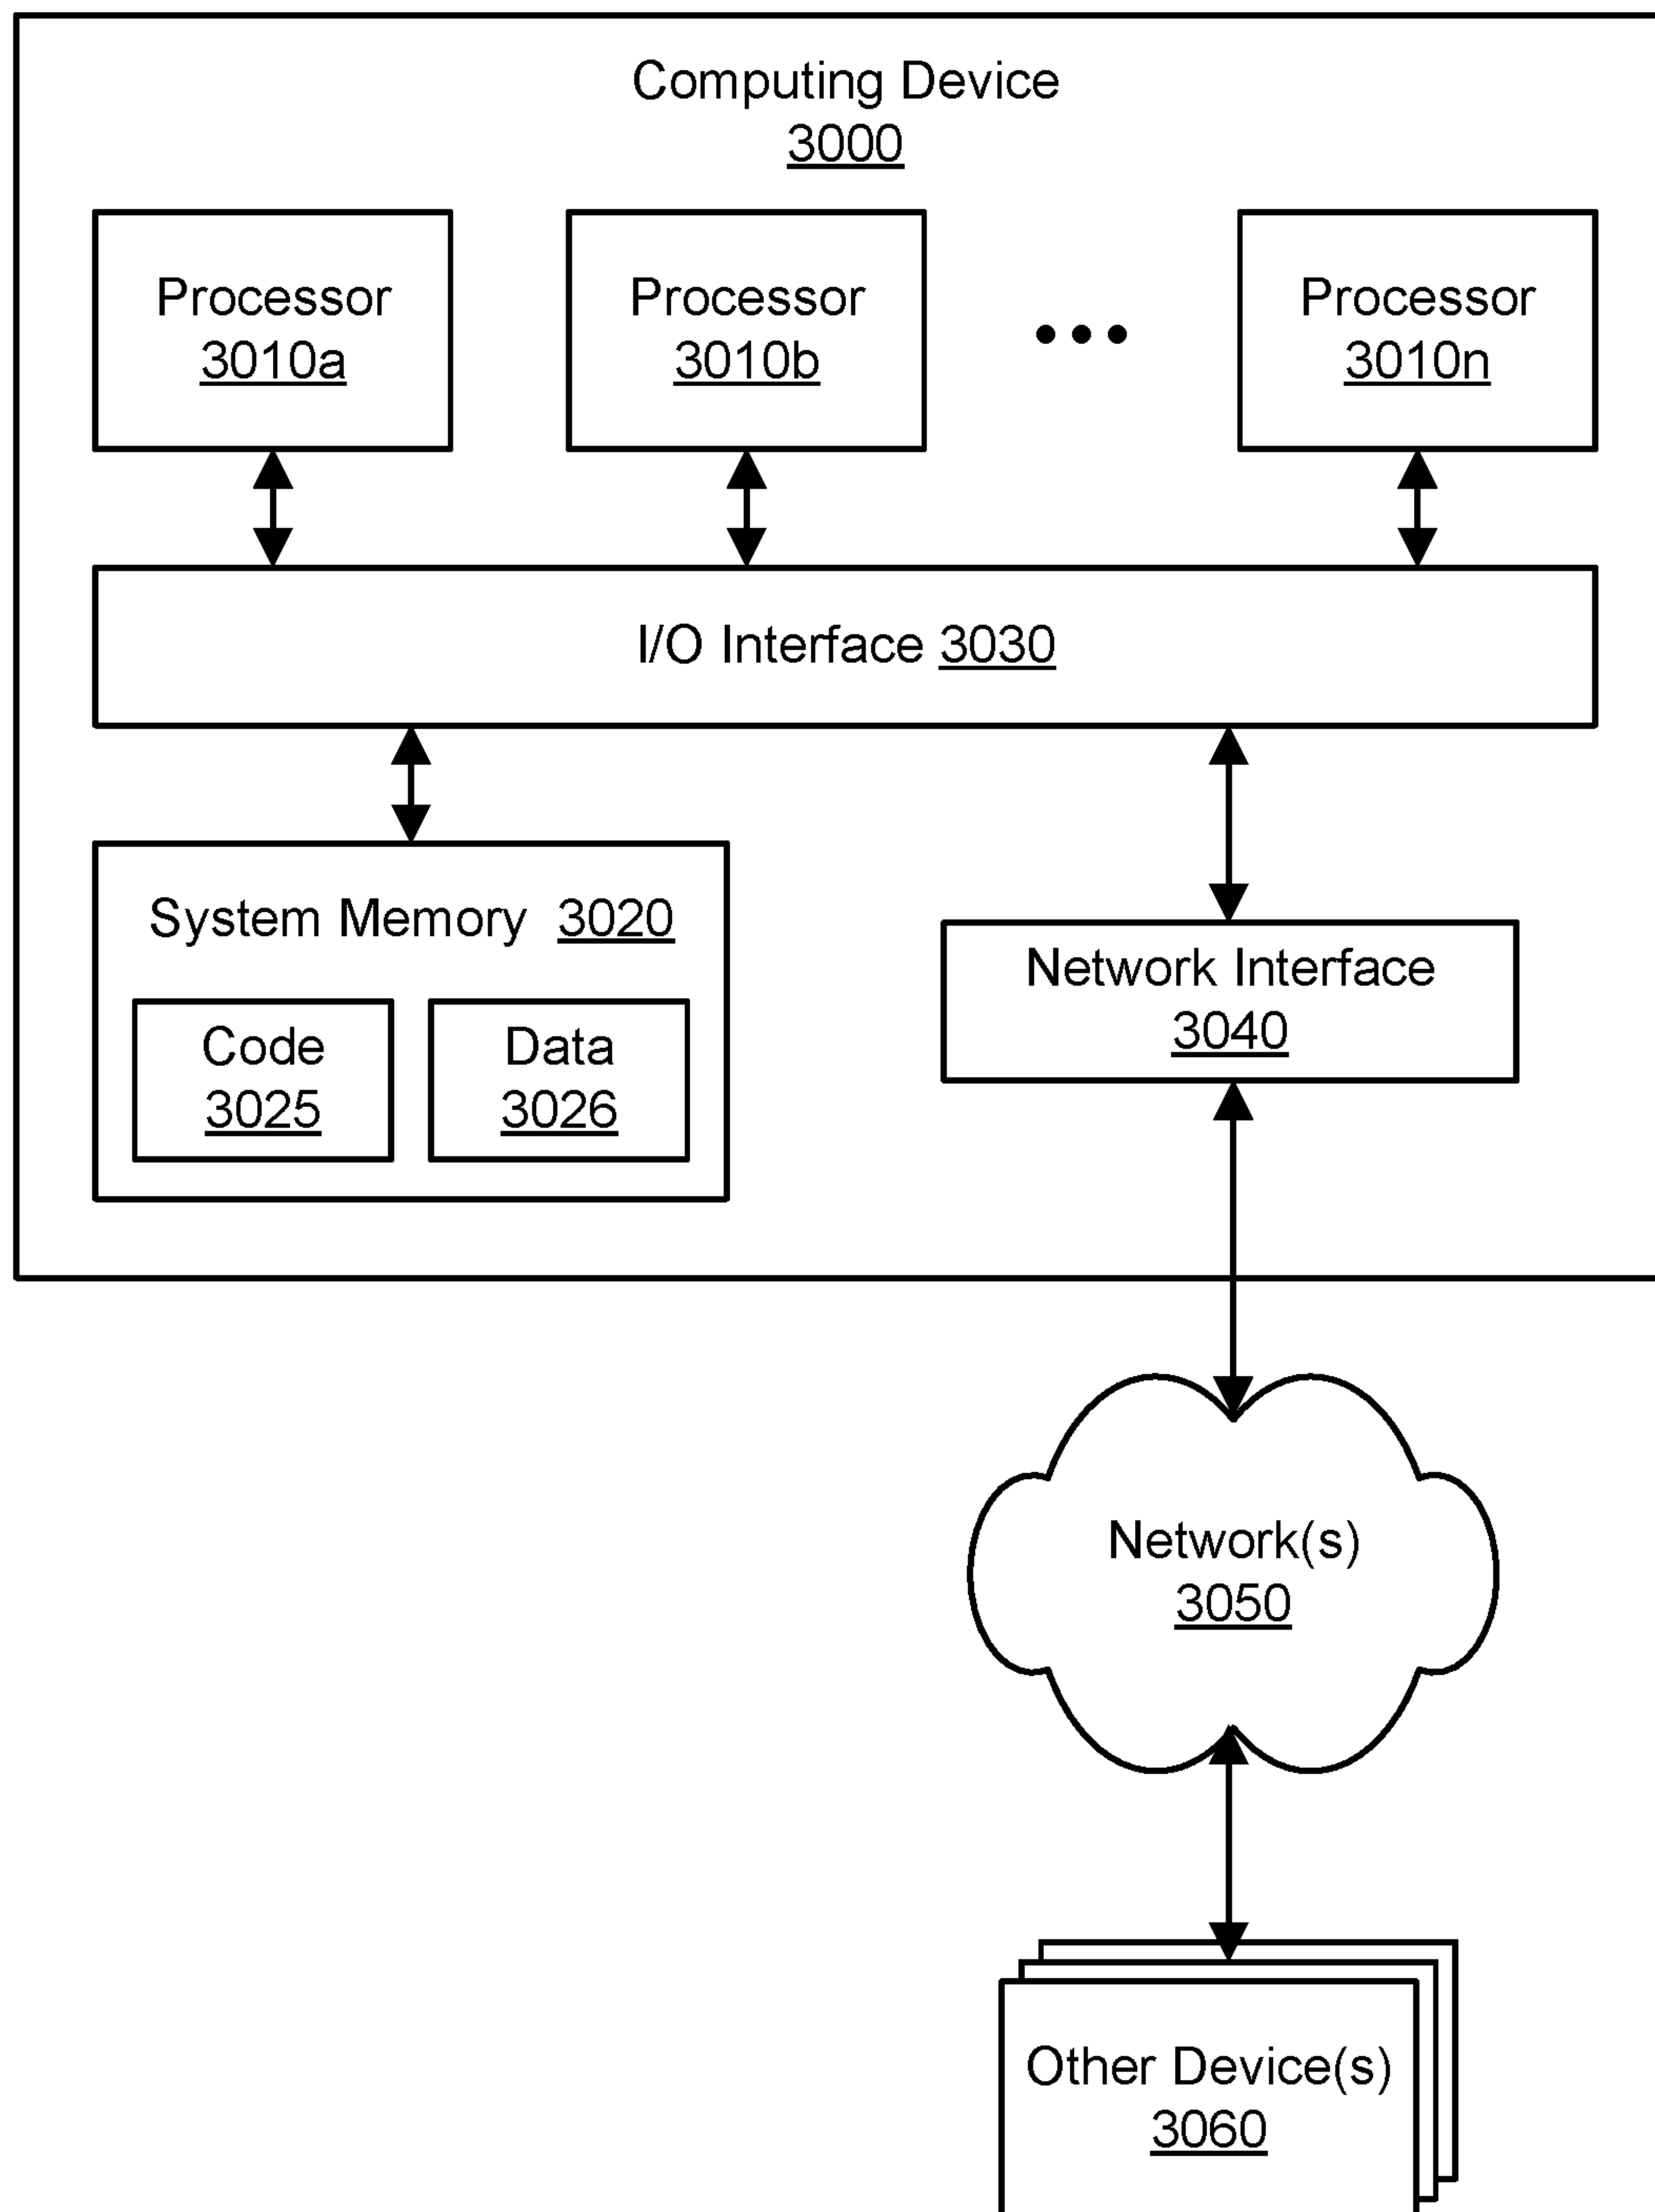 Computing Device
3000
Processor
3010a
Processor
3010b
Processor
3010n
I/O Interface 3030
System Memory 3020
Code
3025
Data
3026
Network Interface
3040
Network(s)
3050
Other Device(s)
3060